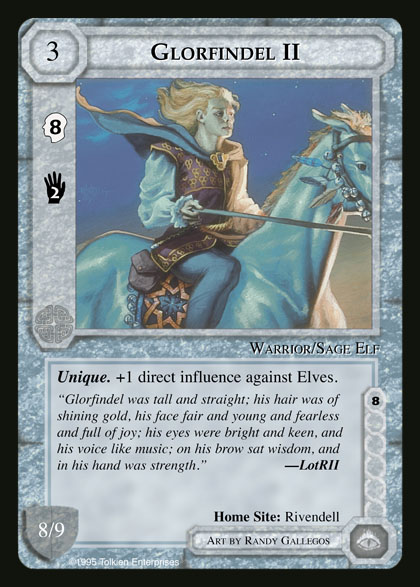 3
Glorfindel II
8
2
Warrior/Sage Elf
Unique. +1 direct influence against Elves.
“Glorfindel was tall and straight; his hair was of
shining gold, his face fair and young and fearless
and full of joy; his eyes were bright and keen, and
his voice like music; on his brow sat wisdom, and
in his hand was strength.” —LotRII
8
Home Site: Rivendell
8/9
Art by Randy Gallegos
©1995 Tolkien Enterprises